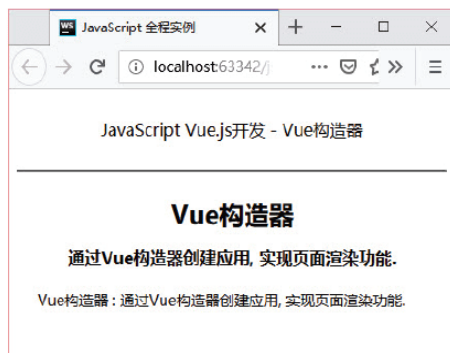 WS JavaScript 全程实例
localhost:63342/j
JavaScript Vue.js开发 - Vue构造器
Vue构造器
通过Vue构造器创建应用, 实现页面渲染功能.
Vue构造器 : 通过Vue构造器创建应用, 实现页面渲染功能.